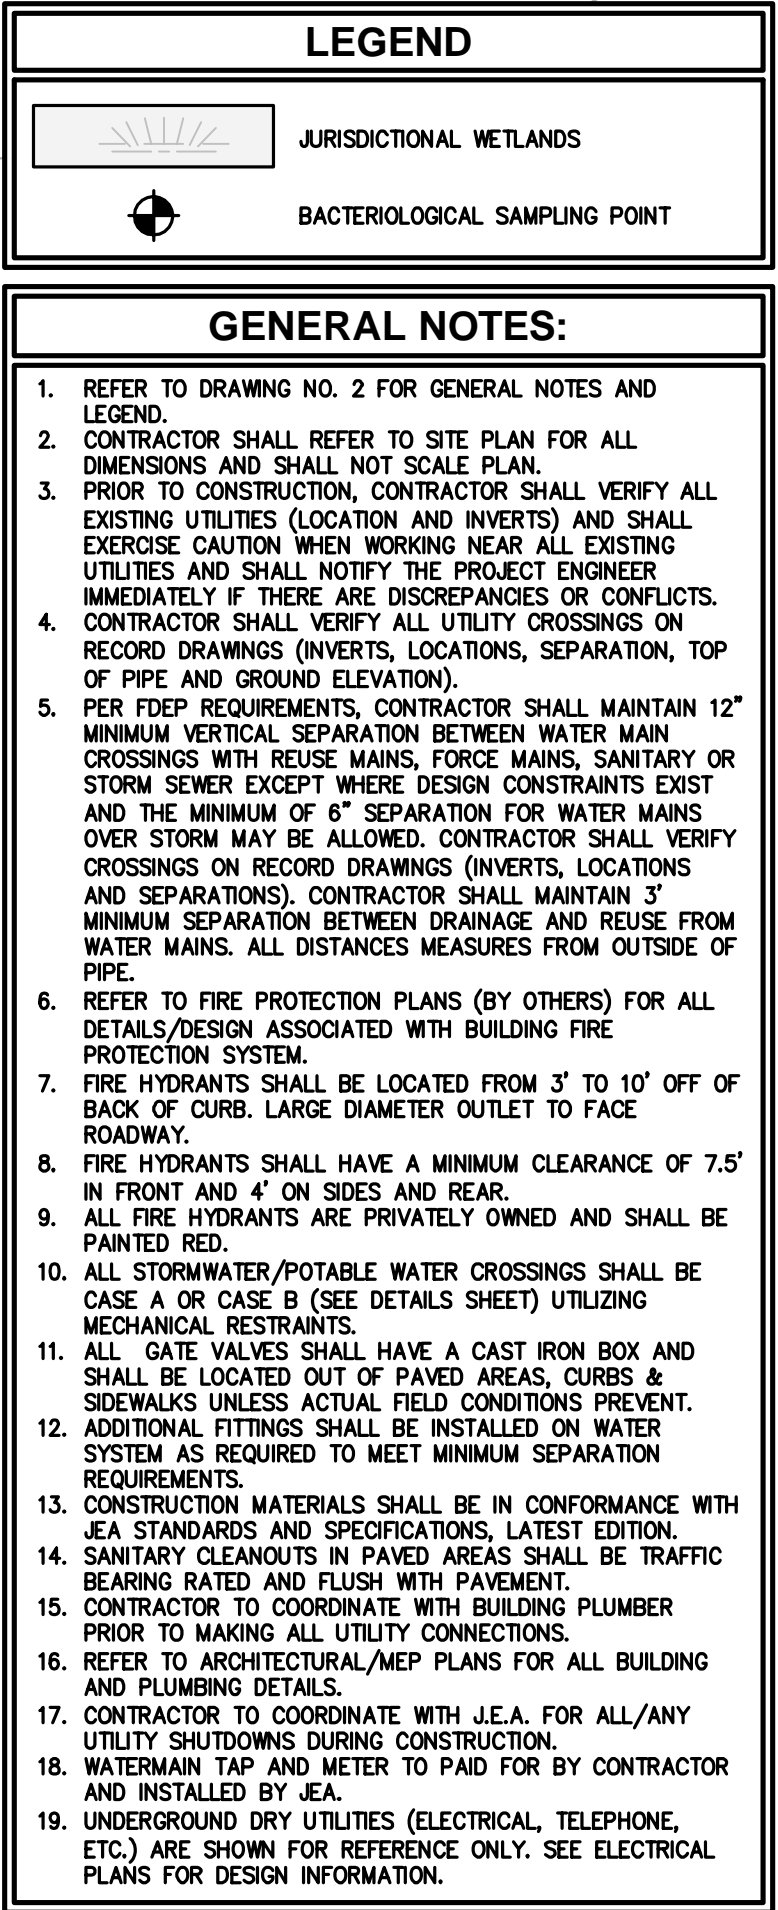 LEGEND
JURISDICTIONAL WETLANDS
BACTERIOLOGICAL SAMPLING POINT
GENERAL NOTES:
1. REFER TO DRAWING NO. 2 FOR GENERAL NOTES AND
LEGEND.
2. CONTRACTOR SHALL REFER TO SITE PLAN FOR ALL
DIMENSIONS AND SHALL NOT SCALE PLAN.
3. PRIOR TO CONSTRUCTION, CONTRACTOR SHALL VERIFY ALL
EXISTING UTILITIES (LOCATION AND INVERTS) AND SHALL
EXERCISE CAUTION WHEN WORKING NEAR ALL EXISTING
UTILITIES AND SHALL NOTIFY THE PROJECT ENGINEER
IMMEDIATELY IF THERE ARE DISCREPANCIES OR CONFLICTS.
4. CONTRACTOR SHALL VERIFY ALL UTILITY CROSSINGS ON
RECORD DRAWINGS (INVERTS, LOCATIONS, SEPARATION, TOP
OF PIPE AND GROUND ELEVATION).
5. PER FDEP REQUIREMENTS, CONTRACTOR SHALL MAINTAIN 12"
MINIMUM VERTICAL SEPARATION BETWEEN WATER MAIN
CROSSINGS WITH REUSE MAINS, FORCE MAINS, SANITARY OR
STORM SEWER EXCEPT WHERE DESIGN CONSTRAINTS EXIST
AND THE MINIMUM OF 6" SEPARATION FOR WATER MAINS
OVER STORM MAY BE ALLOWED. CONTRACTOR SHALL VERIFY
CROSSINGS ON RECORD DRAWINGS (INVERTS, LOCATIONS
AND SEPARATIONS). CONTRACTOR SHALL MAINTAIN 3'
MINIMUM SEPARATION BETWEEN DRAINAGE AND REUSE FROM
WATER MAINS. ALL DISTANCES MEASURES FROM OUTSIDE OF
PIPE.
6. REFER TO FIRE PROTECTION PLANS (BY OTHERS) FOR ALL
DETAILS/DESIGN ASSOCIATED WITH BUILDING FIRE
PROTECTION SYSTEM.
7. FIRE HYDRANTS SHALL BE LOCATED FROM 3' TO 10' OFF OF
BACK OF CURB. LARGE DIAMETER OUTLET TO FACE
ROADWAY.
8. FIRE HYDRANTS SHALL HAVE A MINIMUM CLEARANCE OF 7.5'
IN FRONT AND 4' ON SIDES AND REAR.
9. ALL FIRE HYDRANTS ARE PRIVATELY OWNED AND SHALL BE
PAINTED RED.
10. ALL STORMWATER/POTABLE WATER CROSSINGS SHALL BE
CASE A OR CASE B (SEE DETAILS SHEET) UTILIZING
MECHANICAL RESTRAINTS.
11. ALL GATE VALVES SHALL HAVE A CAST IRON BOX AND
SHALL BE LOCATED OUT OF PAVED AREAS, CURBS &
SIDEWALKS UNLESS ACTUAL FIELD CONDITIONS PREVENT.
12. ADDITIONAL FITTINGS SHALL BE INSTALLED ON WATER
SYSTEM AS REQUIRED TO MEET MINIMUM SEPARATION
REQUIREMENTS.
13. CONSTRUCTION MATERIALS SHALL BE IN CONFORMANCE WITH
JEA STANDARDS AND SPECIFICATIONS, LATEST EDITION.
14. SANITARY CLEANOUTS IN PAVED AREAS SHALL BE TRAFFIC
BEARING RATED AND FLUSH WITH PAVEMENT.
15. CONTRACTOR TO COORDINATE WITH BUILDING PLUMBER
PRIOR TO MAKING ALL UTILITY CONNECTIONS.
16. REFER TO ARCHITECTURAL/MEP PLANS FOR ALL BUILDING
AND PLUMBING DETAILS.
17. CONTRACTOR TO COORDINATE WITH J.E.A. FOR ALL/ANY
UTILITY SHUTDOWNS DURING CONSTRUCTION.
18. WATERMAIN TAP AND METER TO PAID FOR BY CONTRACTOR
AND INSTALLED BY JEA.
19. UNDERGROUND DRY UTILITIES (ELECTRICAL, TELEPHONE,
ETC.) ARE SHOWN FOR REFERENCE ONLY. SEE ELECTRICAL
PLANS FOR DESIGN INFORMATION.